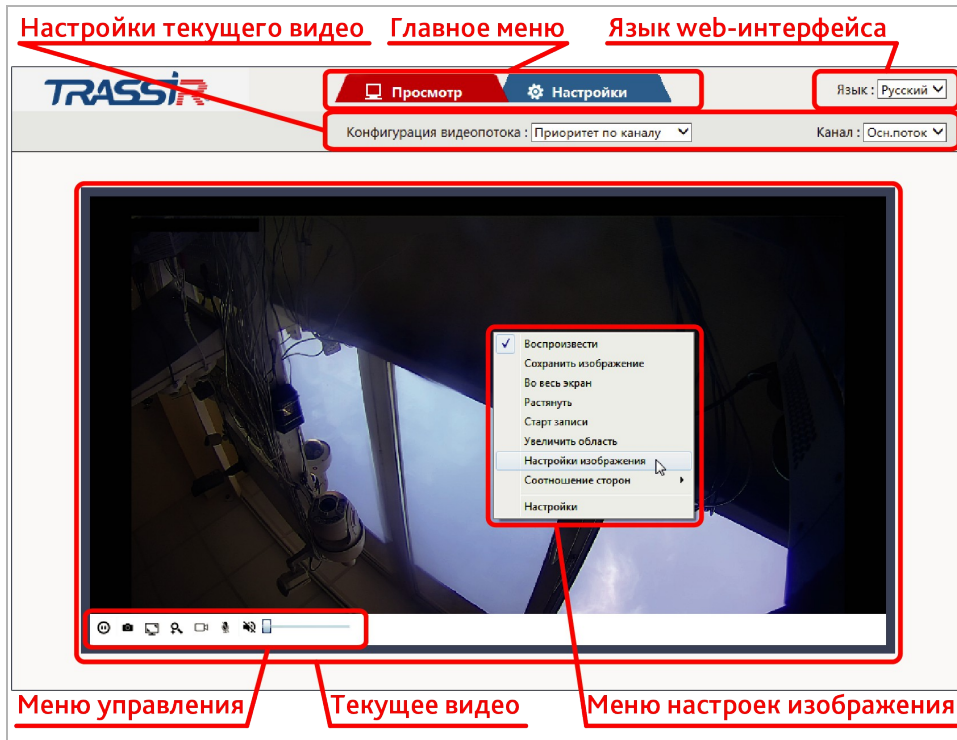 Настройки текущего видео Главное меню Язык web-интерфейса
TRASSIR Просмотр Настройки Язык : Русский
Конфигурация видеопотока : Приоритет по каналу Канал : Осн.поток
Воспроизвести
Сохранить изображение
Во весь экран
Растянуть
Старт записи
Увеличить область
Настройки изображения
Соотношение сторон
Настройки
Меню управления Текущее видео Меню настроек изображения